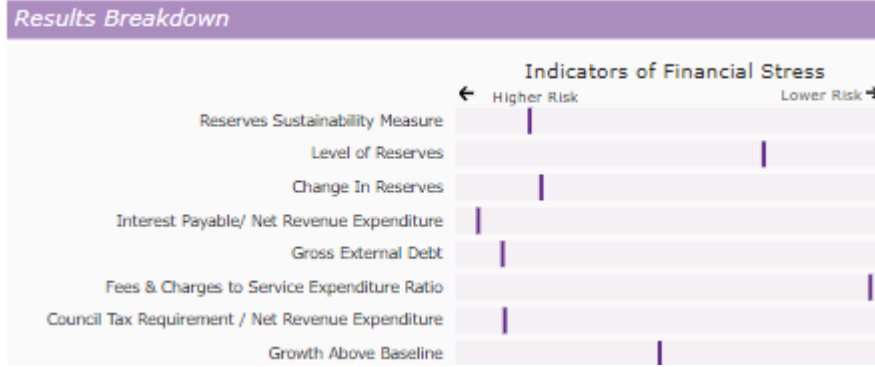 Results Breakdown
Indicators of Financial Stress
← Higher Risk Lower Risk →
Reserves Sustainability Measure
Level of Reserves
Change In Reserves
Interest Payable/ Net Revenue Expenditure
Gross External Debt
Fees & Charges to Service Expenditure Ratio
Council Tax Requirement / Net Revenue Expenditure
Growth Above Baseline